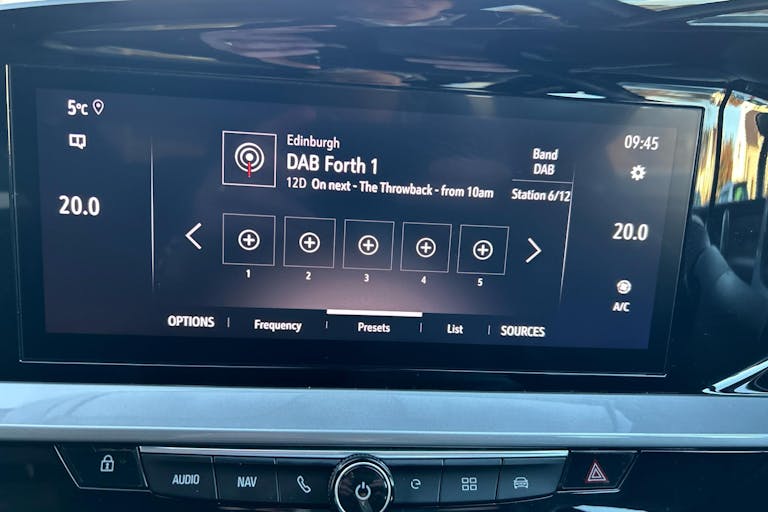 5°C
09:45
Edinburgh
DAB Forth 1
12D On next - The Throwback - from 10am
Band
DAB
Station 6/12
20.0
20.0
1 2 3 4 5
A/C
OPTIONS Frequency Presets List SOURCES
AUDIO NAV